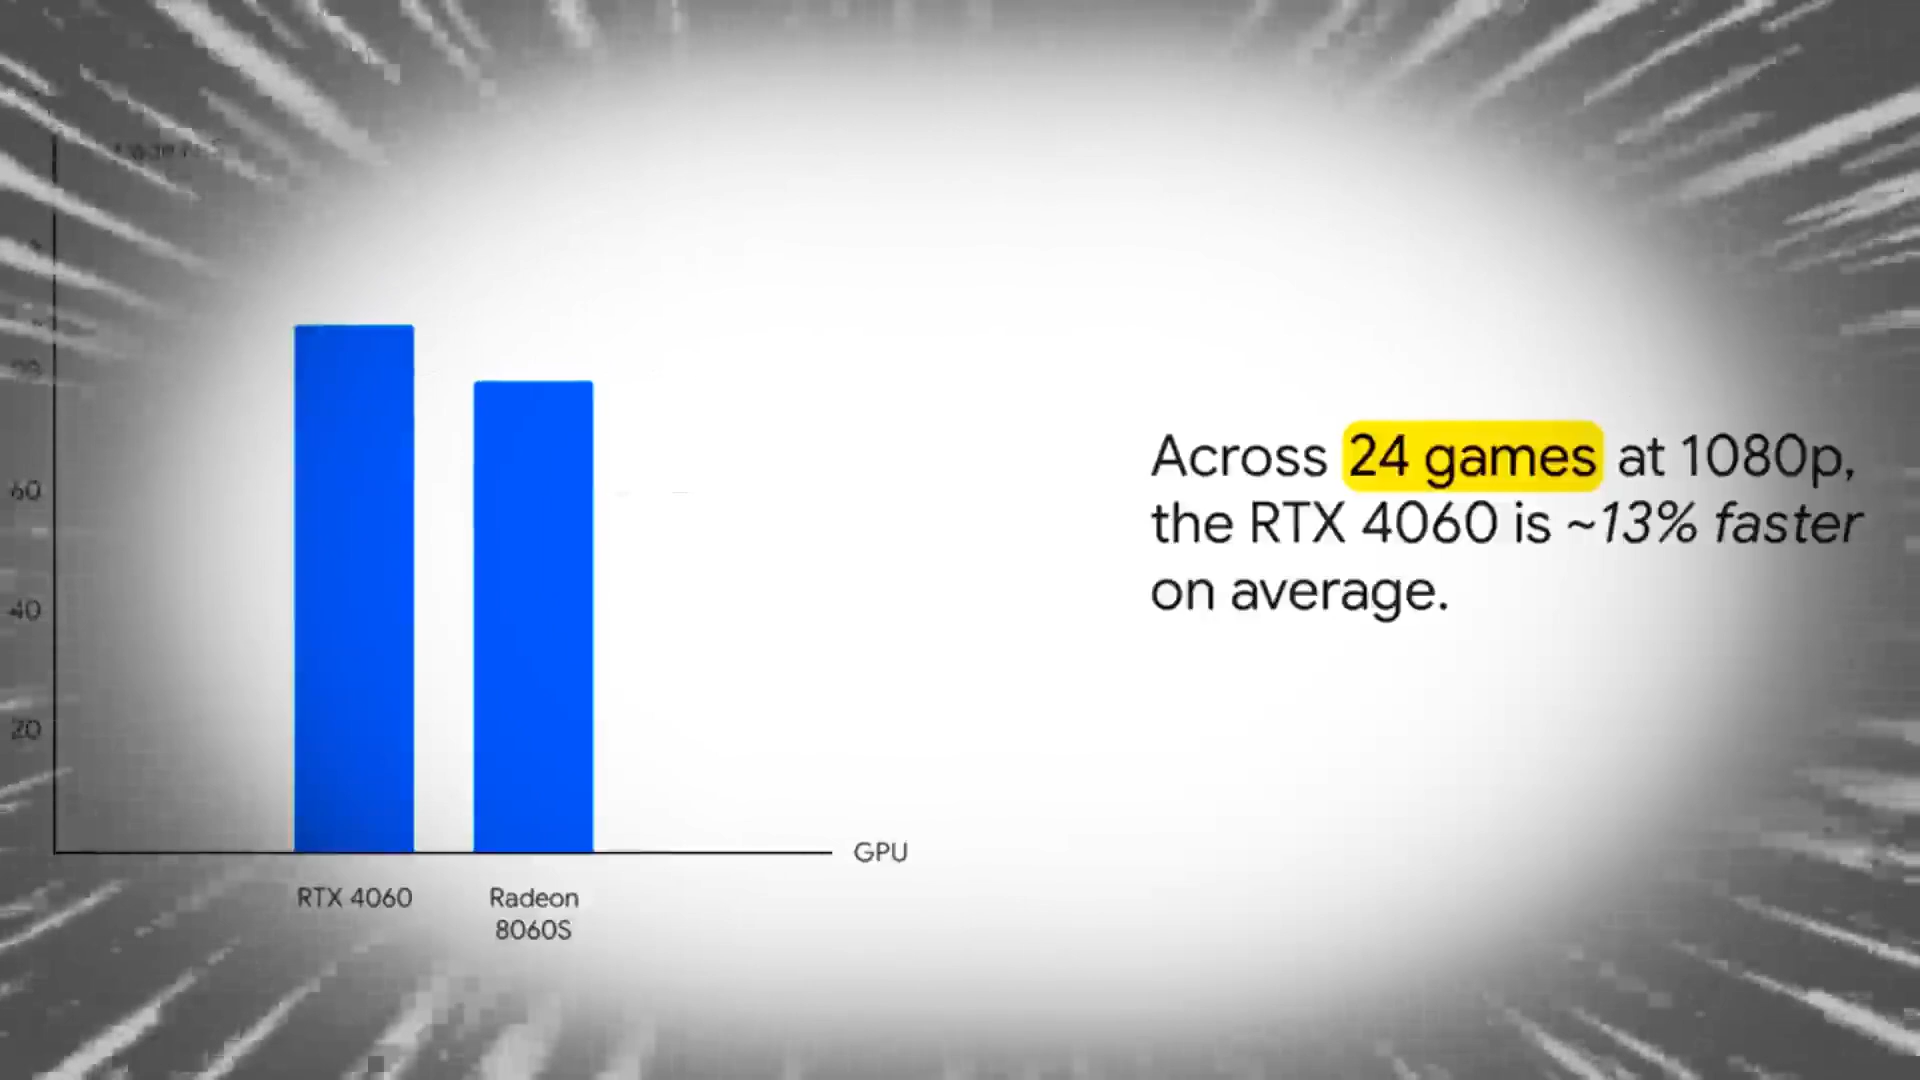 60
40
20
GPU
RTX 4060
Radeon
8060S
Across 24 games at 1080p,
the RTX 4060 is ~13% faster
on average.